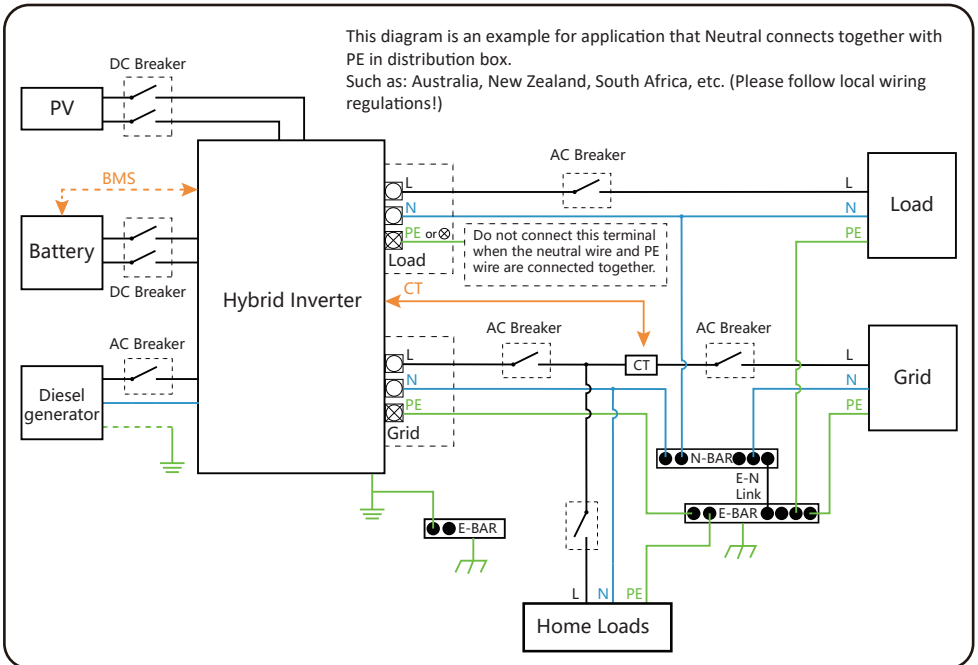 This diagram is an example for application that Neutral connects together with
PE in distribution box.
Such as: Australia, New Zealand, South Africa, etc. (Please follow local wiring
regulations!)
DC Breaker
PV
BMS
Battery
DC Breaker
AC Breaker
Diesel
generator
Hybrid Inverter
L
N
PE or
Load
Do not connect this terminal
when the neutral wire and PE
wire are connected together.
AC Breaker
L
N
PE
Load
CT
AC Breaker
CT
AC Breaker
L
N
PE
Grid
L
N
PE
Grid
N-BAR
E-N
Link
E-BAR
E-BAR
L N PE
Home Loads